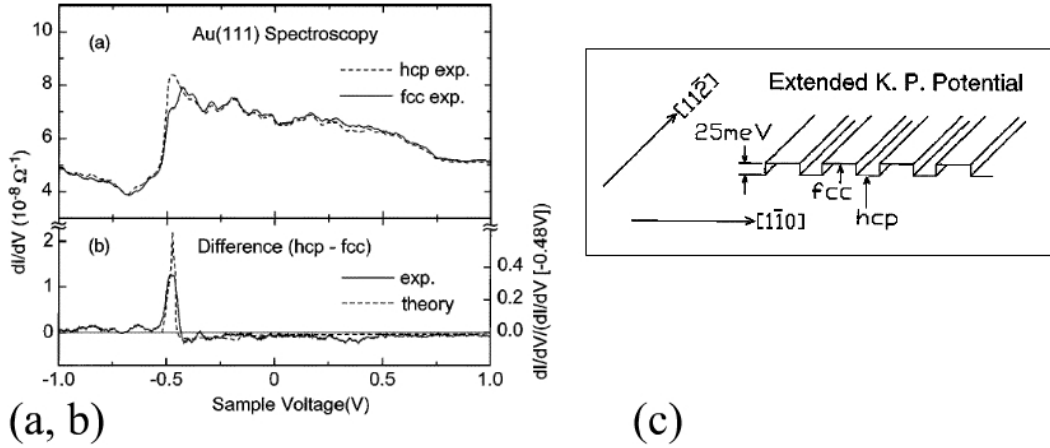 (a)
Au(111) Spectroscopy
hcp exp.
fcc exp.
10
8
6
4
dI/dV (10⁻⁸ Ω⁻¹)
(b)
Difference (hcp - fcc)
exp.
theory
2
1
0
0.4
0.2
0.0
dI/dV/(dI/dV [-0.48V])
-1.0 -0.5 0 0.5 1.0
Sample Voltage(V)
(a, b)
Extended K. P. Potential
[112̄]
25meV
fcc
hcp
[11̄0]
(c)